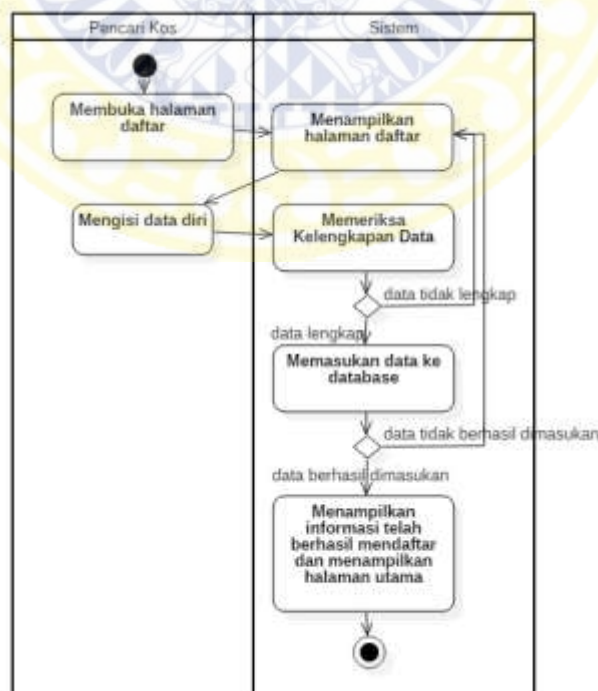 Pencari Kos
Sistem
Membuka halaman
daftar
Menampilkan
halaman daftar
Mengisi data diri
Memeriksa
Kelengkapan Data
data tidak lengkap
data lengkap
Memasukan data ke
database
data tidak berhasil dimasukan
data berhasil dimasukan
Menampilkan
informasi telah
berhasil mendaftar
dan menampilkan
halaman utama